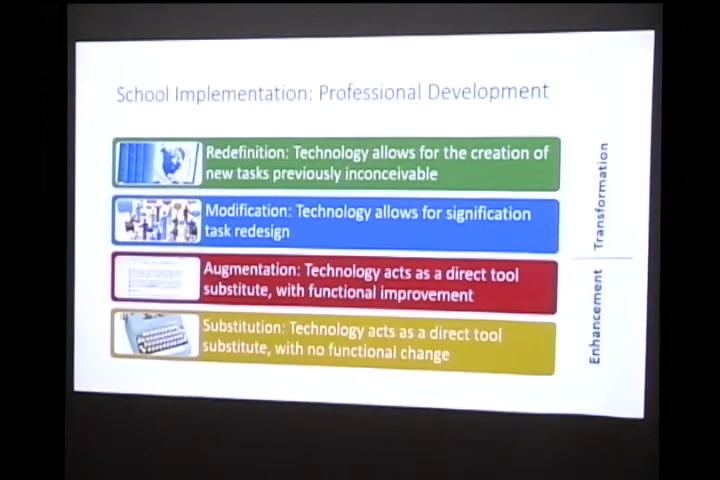 School Implementation: Professional Development
Redefinition: Technology allows for the creation of
new tasks previously inconceivable
Modification: Technology allows for signification
task redesign
Augmentation: Technology acts as a direct tool
substitute, with functional improvement
Substitution: Technology acts as a direct tool
substitute, with no functional change
Transformation
Enhancement